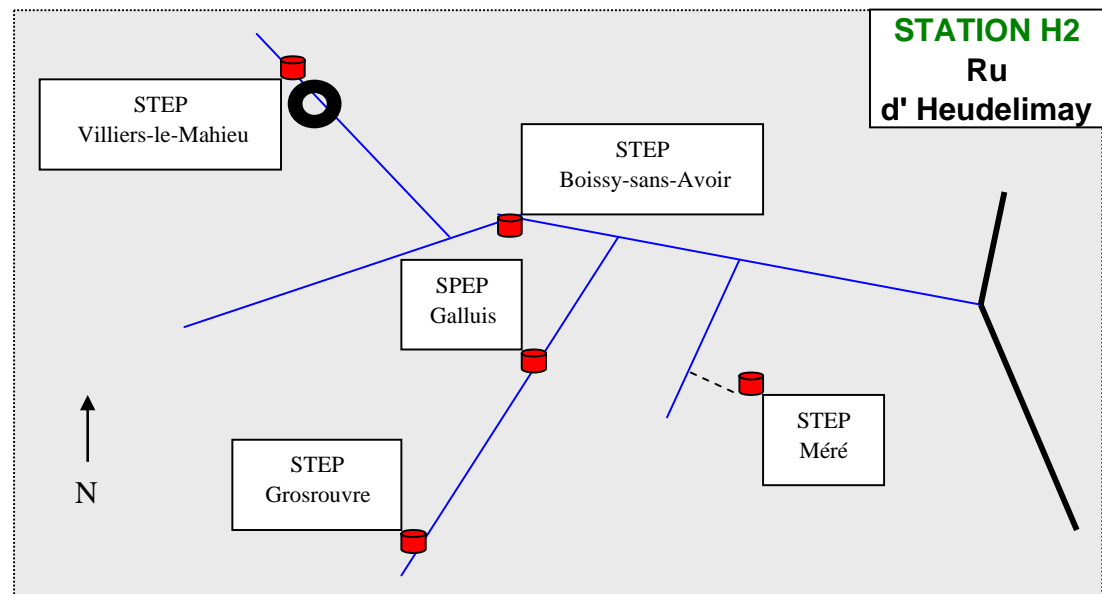 STATION H2
Ru
d' Heudelimay
STEP
Villiers-le-Mahieu
STEP
Boissy-sans-Avoir
SPEP
Galluis
STEP
Méré
STEP
Grosrouvre
N